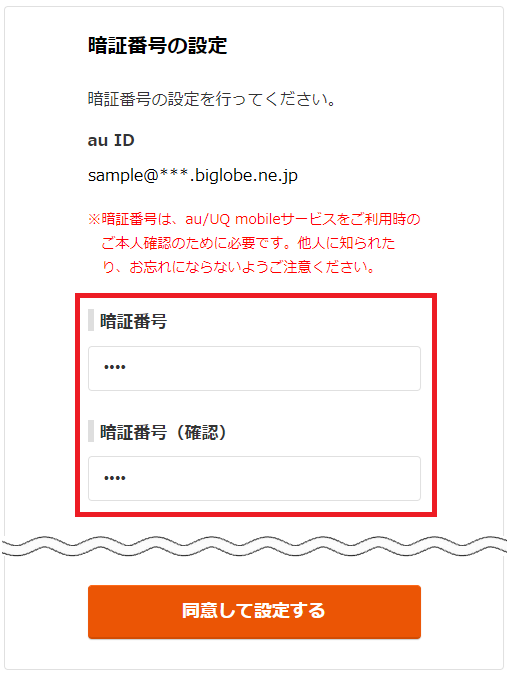 暗証番号の設定
暗証番号の設定を行ってください。
au ID
sample@***.biglobe.ne.jp
※暗証番号は、au/UQ mobileサービスをご利用時の
ご本人確認のために必要です。他人に知られた
り、お忘れにならないようご注意ください。
暗証番号
••••
暗証番号（確認）
••••
同意して設定する